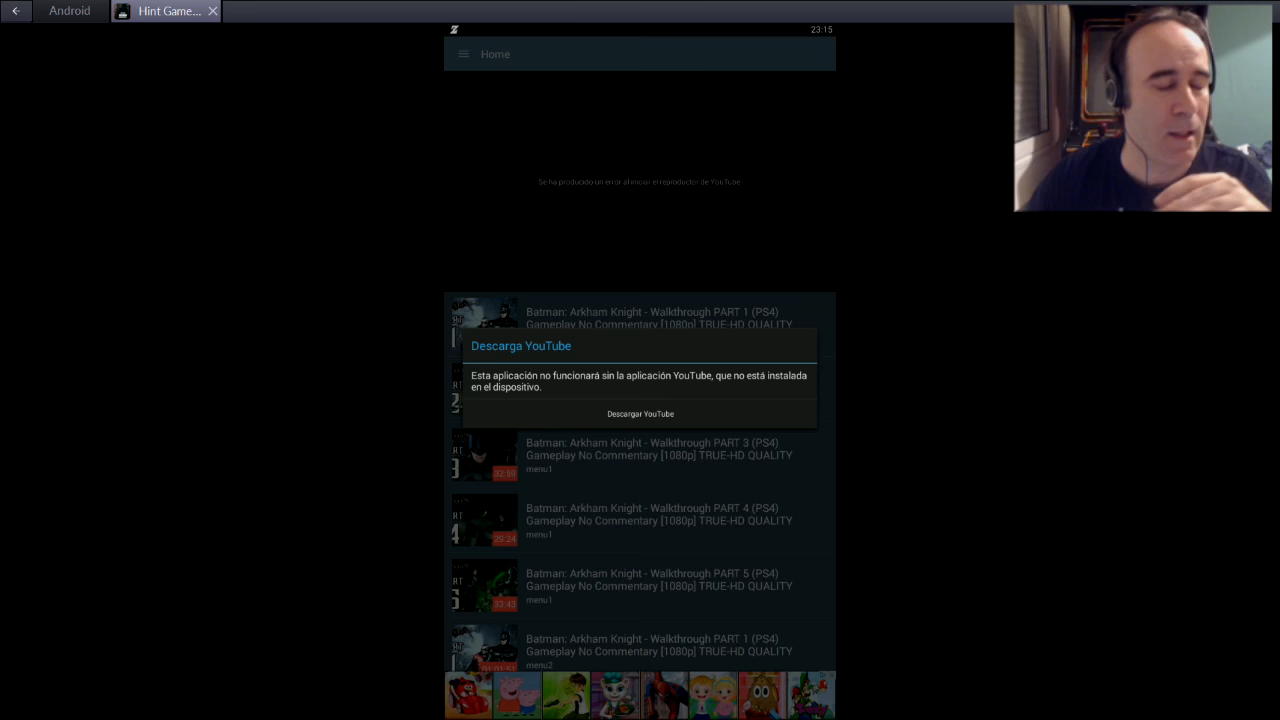 Android
Hint Game...
23:15
Home
Se ha producido un error al iniciar el reproductor de YouTube
Batman: Arkham Knight - Walkthrough PART 1 (PS4)
Gameplay No Commentary [1080p] TRUE-HD QUALITY
Descarga YouTube
Esta aplicación no funcionará sin la aplicación YouTube, que no está instalada
en el dispositivo.
Descargar YouTube
Batman: Arkham Knight - Walkthrough PART 3 (PS4)
Gameplay No Commentary [1080p] TRUE-HD QUALITY
menu1
32:59
Batman: Arkham Knight - Walkthrough PART 4 (PS4)
Gameplay No Commentary [1080p] TRUE-HD QUALITY
menu1
29:24
Batman: Arkham Knight - Walkthrough PART 5 (PS4)
Gameplay No Commentary [1080p] TRUE-HD QUALITY
menu1
33:43
Batman: Arkham Knight - Walkthrough PART 1 (PS4)
Gameplay No Commentary [1080p] TRUE-HD QUALITY
menu2
01:01:51